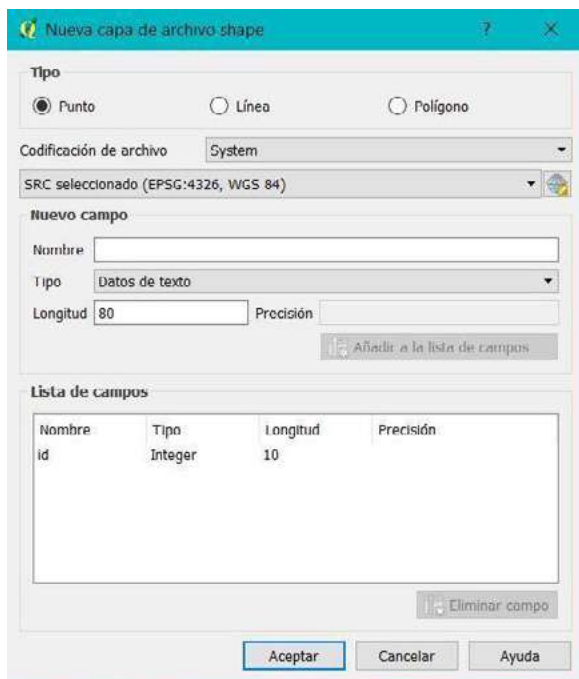 Nueva capa de archivo shape ? ×
Tipo
Punto Línea Polígono
Codificación de archivo System
SRC seleccionado (EPSG:4326, WGS 84)
Nuevo campo
Nombre
Tipo Datos de texto
Longitud 80 Precisión
Añadir a la lista de campos
Lista de campos
Nombre Tipo Longitud Precisión
id Integer 10
Eliminar campo
Aceptar Cancelar Ayuda